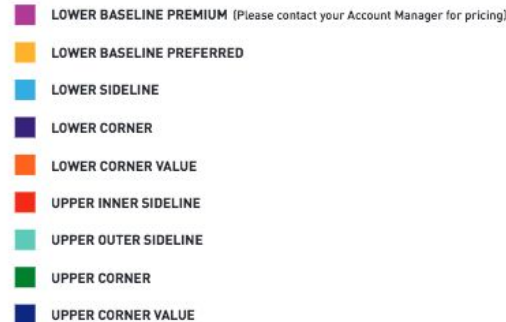 LOWER BASELINE PREMIUM (Please contact your Account Manager for pricing)
LOWER BASELINE PREFERRED
LOWER SIDELINE
LOWER CORNER
LOWER CORNER VALUE
UPPER INNER SIDELINE
UPPER OUTER SIDELINE
UPPER CORNER
UPPER CORNER VALUE